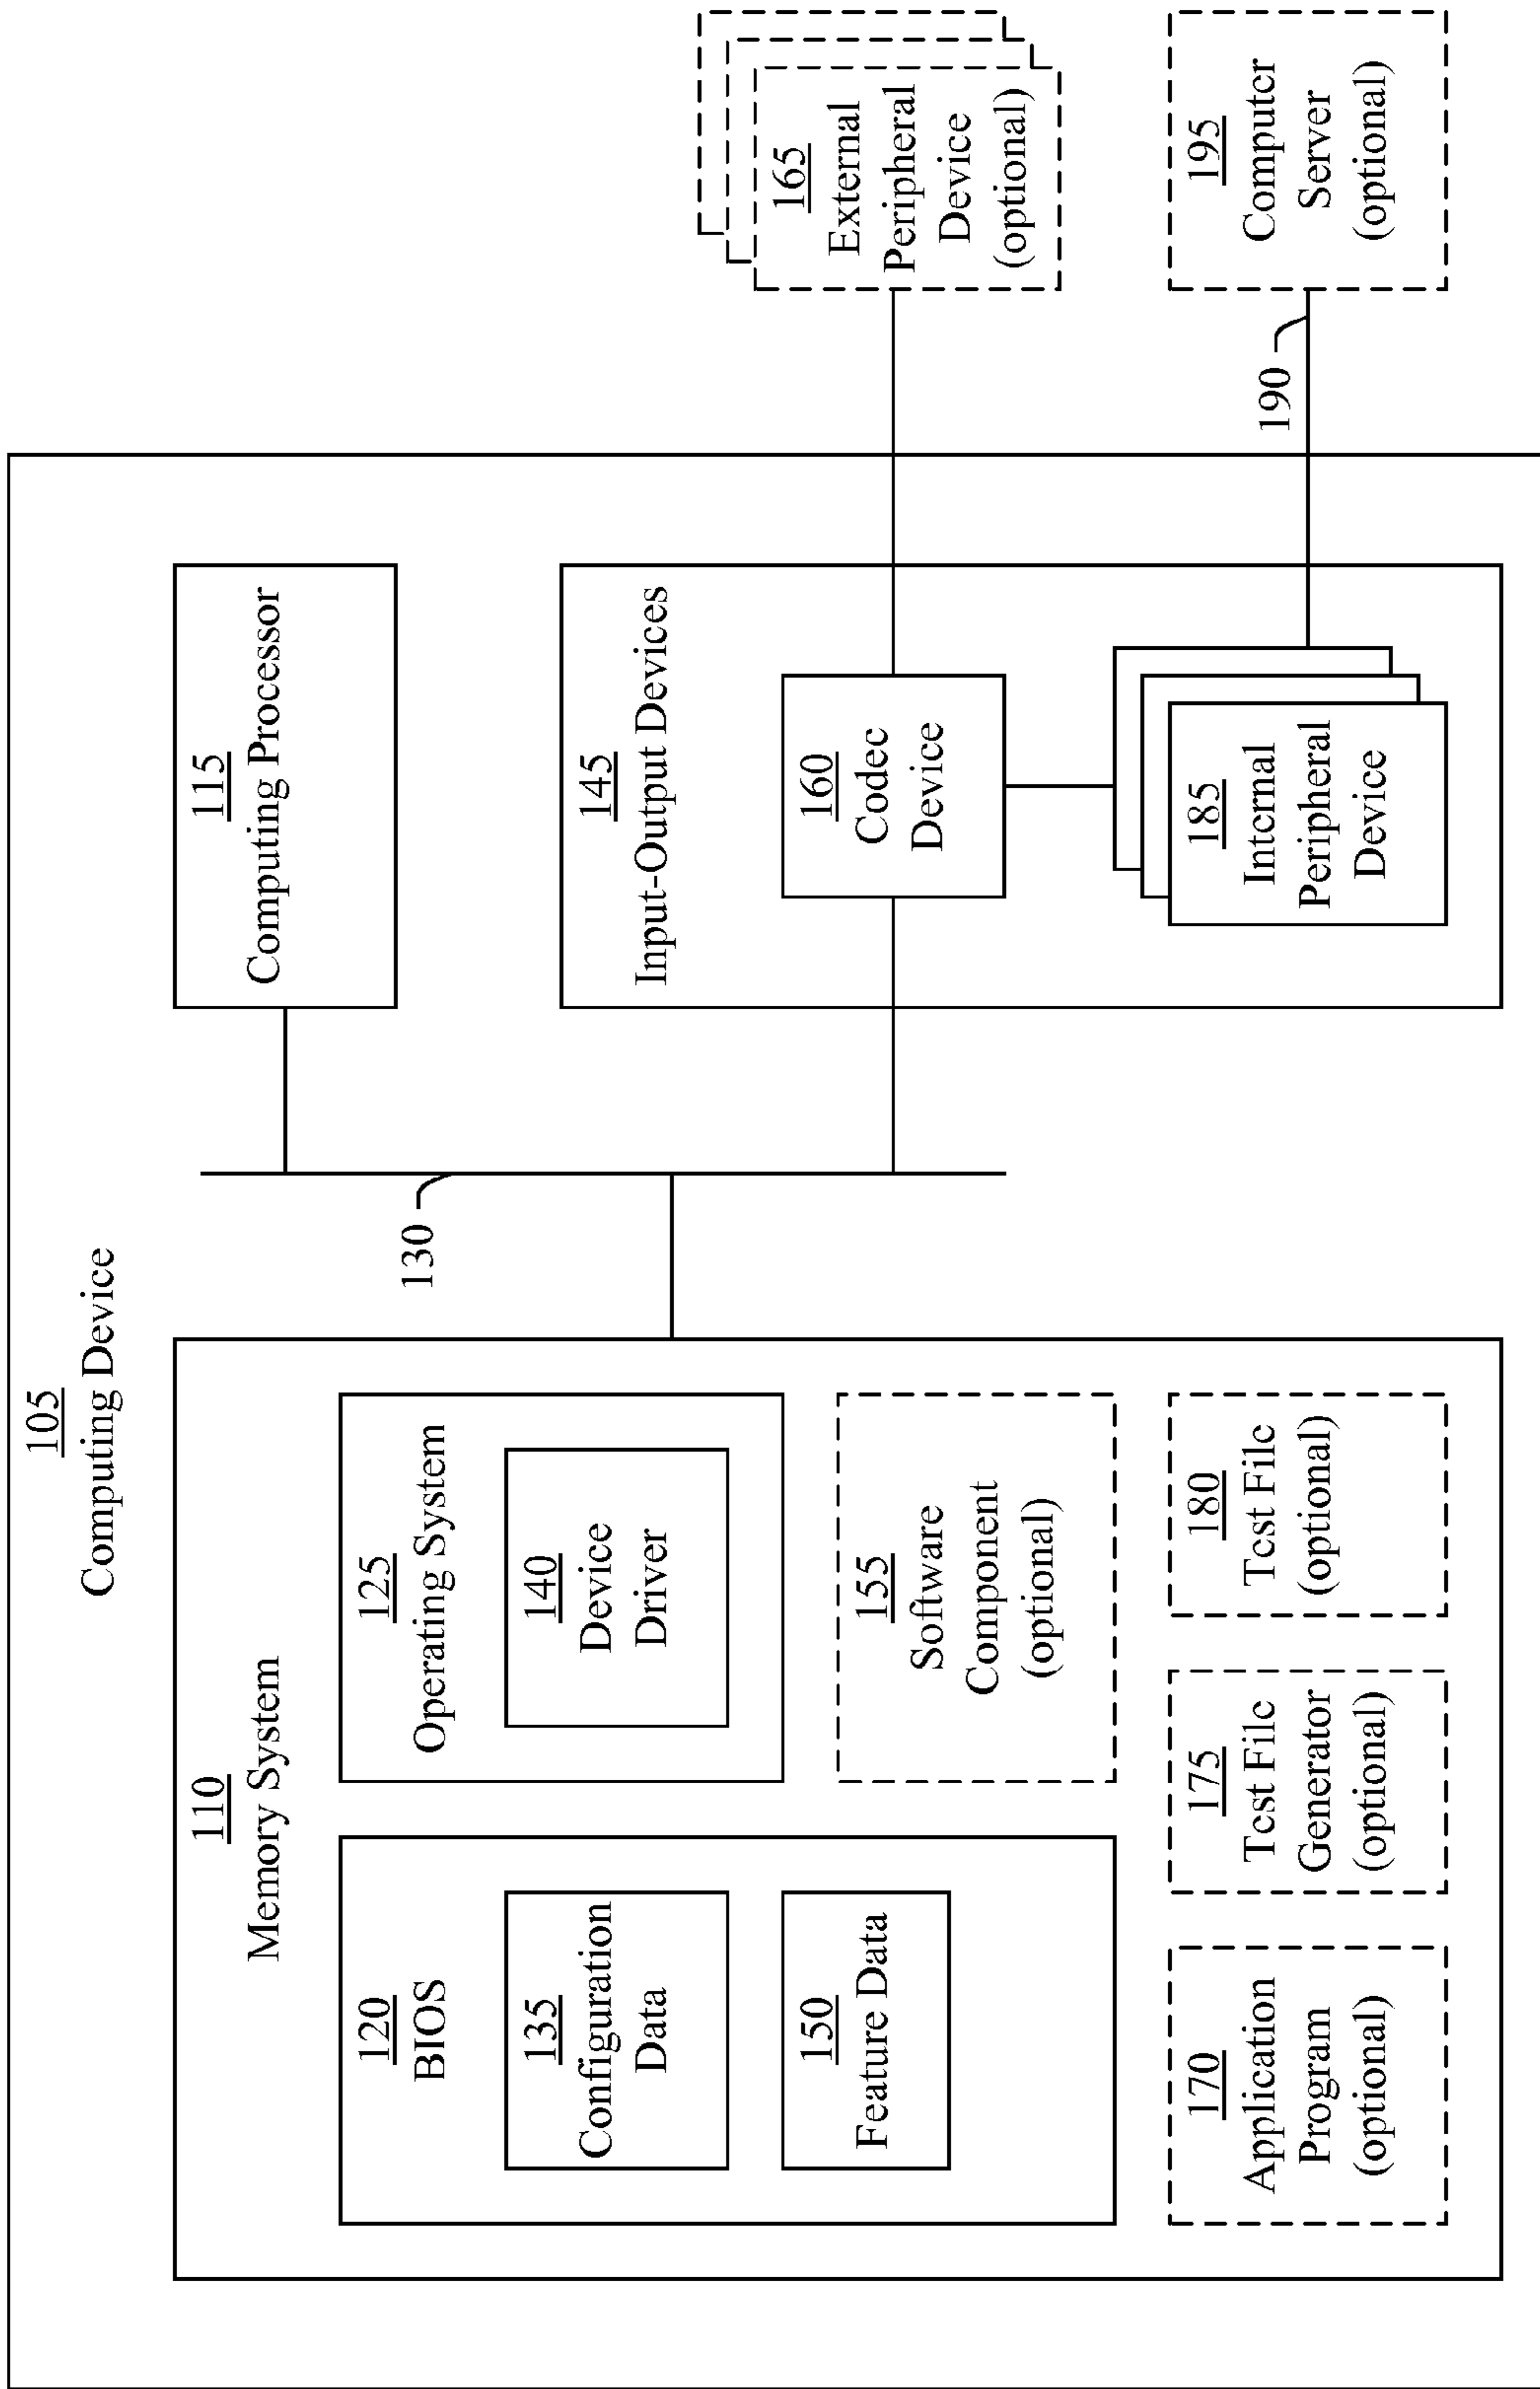 105
Computing Device
110
Memory System
120
BIOS
135
Configuration
Data
150
Feature Data
125
Operating System
140
Device
Driver
155
Software
Component
(optional)
170
Application
Program
(optional)
175
Test File
Generator
(optional)
180
Test File
(optional)
130
115
Computing Processor
145
Input-Output Devices
160
Codec
Device
185
Internal
Peripheral
Device
165
External
Peripheral
Device
(optional)
190
195
Computer
Server
(optional)